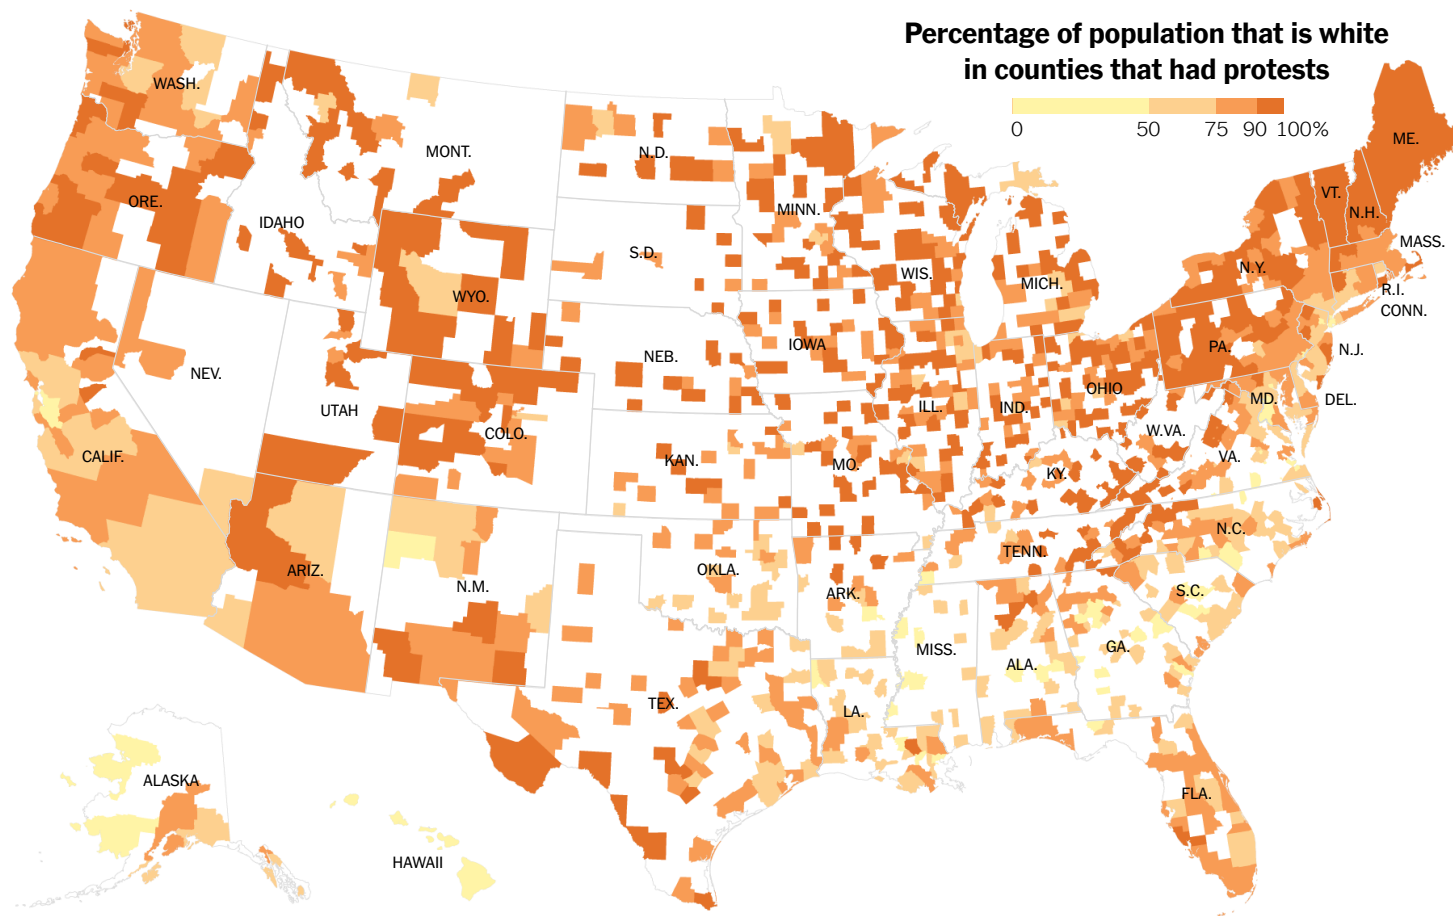 Percentage of population that is white
in counties that had protests
0 50 75 90 100%
WASH.
MONT.
N.D.
MINN.
ORE.
IDAHO
S.D.
WIS.
MICH.
N.Y.
VT.
N.H.
ME.
MASS.
R.I.
CONN.
WYO.
NEV.
UTAH
NEB.
IOWA
ILL.
IND.
OHIO
PA.
N.J.
DEL.
MD.
CALIF.
COLO.
KAN.
MO.
KY.
W.VA.
VA.
ARIZ.
N.M.
OKLA.
ARK.
TENN.
N.C.
S.C.
TEX.
LA.
MISS.
ALA.
GA.
FLA.
ALASKA
HAWAII